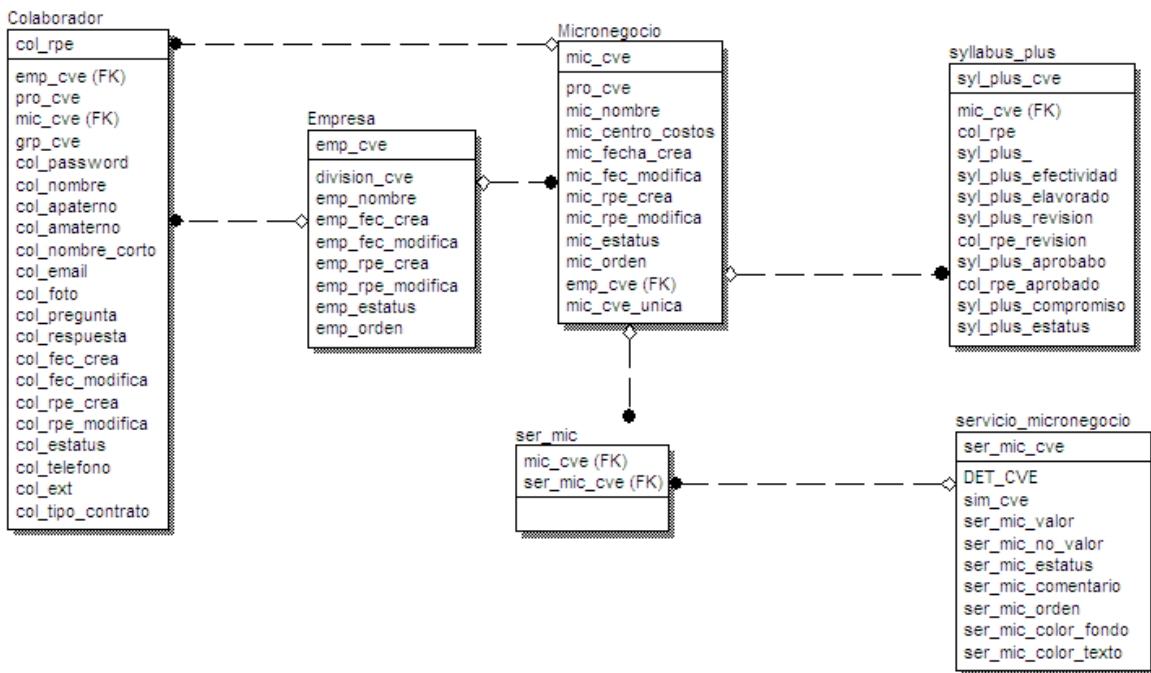 Colaborador
col_rpe
emp_cve (FK)
pro_cve
mic_cve (FK)
grp_cve
col_password
col_nombre
col_apaterno
col_amaterno
col_nombre_corto
col_email
col_foto
col_pregunta
col_respuesta
col_fec_crea
col_fec_modifica
col_rpe_crea
col_rpe_modifica
col_estatus
col_telefono
col_ext
col_tipo_contrato
Empresa
emp_cve
division_cve
emp_nombre
emp_fec_crea
emp_fec_modifica
emp_rpe_crea
emp_rpe_modifica
emp_estatus
emp_orden
Micronegocio
mic_cve
pro_cve
mic_nombre
mic_centro_costos
mic_fecha_crea
mic_fec_modifica
mic_rpe_crea
mic_rpe_modifica
mic_estatus
mic_orden
emp_cve (FK)
mic_cve_unica
syllabus_plus
syl_plus_cve
mic_cve (FK)
col_rpe
syl_plus_
syl_plus_efectividad
syl_plus_elavorado
syl_plus_revision
col_rpe_revision
syl_plus_aprobabo
col_rpe_aprobado
syl_plus_compromiso
syl_plus_estatus
ser_mic
mic_cve (FK)
ser_mic_cve (FK)
servicio_micronegocio
ser_mic_cve
DET_CVE
sim_cve
ser_mic_valor
ser_mic_no_valor
ser_mic_estatus
ser_mic_comentario
ser_mic_orden
ser_mic_color_fondo
ser_mic_color_texto